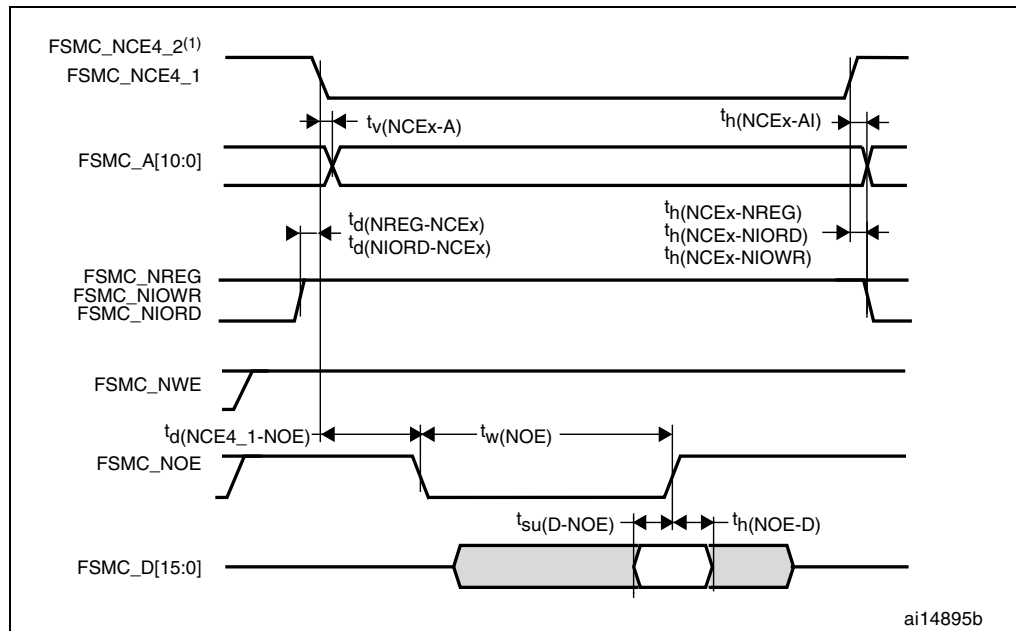 FSMC_NCE4_2(1)
FSMC_NCE4_1
tv(NCEx-A)
th(NCEx-AI)
FSMC_A[10:0]
td(NREG-NCEx)
td(NIORD-NCEx)
th(NCEx-NREG)
th(NCEx-NIORD)
th(NCEx-NIOWR)
FSMC_NREG
FSMC_NIOWR
FSMC_NIORD
FSMC_NWE
td(NCE4_1-NOE)
tw(NOE)
FSMC_NOE
tsu(D-NOE)
th(NOE-D)
FSMC_D[15:0]
ai14895b